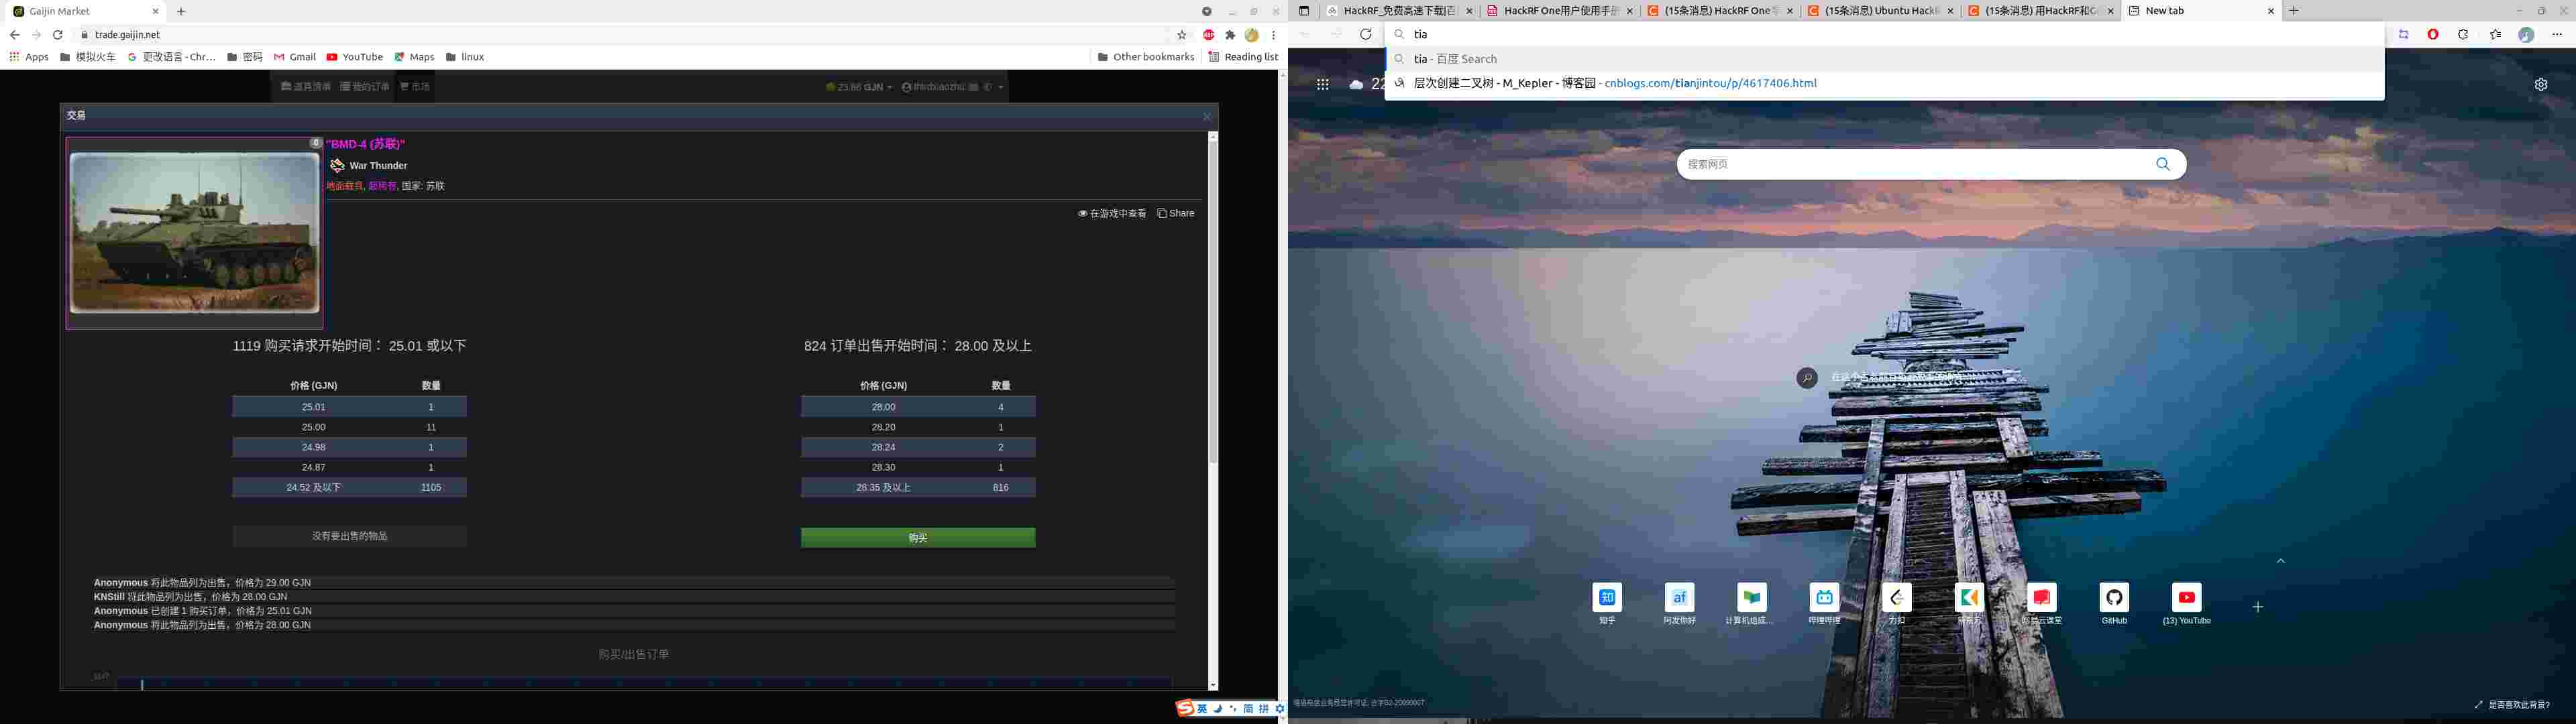 Gaijin Market
trade.gaijin.net
Apps 模拟火车 更改语言 - Chr… 密码 Gmail YouTube Maps linux Other bookmarks Reading list
道具清单 我的订单 市场 GJN
交易
0
"BMD-4 (苏联)"
War Thunder
地面载具, 超稀有, 国家: 苏联
在游戏中查看 Share
1119 购买请求开始时间： 25.01 或以下
价格 (GJN) 数量
25.01 1
25.00 11
24.98 1
24.87 1
24.52 及以下 1105
没有要出售的物品
824 订单出售开始时间： 28.00 及以上
价格 (GJN) 数量
28.00 4
28.20 1
28.24 2
28.30 1
28.35 及以上 816
购买
Anonymous 将此物品列为出售，价格为 29.00 GJN
KNStill 将此物品列为出售，价格为 28.00 GJN
Anonymous 已创建 1 购买订单，价格为 25.01 GJN
Anonymous 将此物品列为出售，价格为 28.00 GJN
购买/出售订单
英 简 拼
HackRF_免费高速下载|百
HackRF One用户使用手册
(15条消息) HackRF One
(15条消息) Ubuntu HackR
(15条消息) 用HackRF和G
New tab
tia
tia - 百度 Search
层次创建二叉树 - M_Kepler - 博客园 - cnblogs.com/tianjintou/p/4617406.html
22
搜索网页
知乎
阿发你好
计算机组成…
哔哩哔哩
力扣
GitHub
(13) YouTube
是否喜欢此背景?